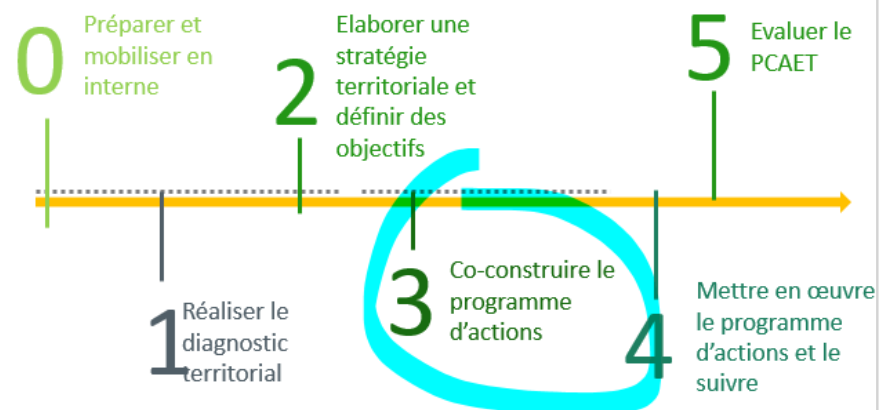 0
Préparer et
mobiliser en
interne
1
Réaliser le
diagnostic
territorial
2
Elaborer une
stratégie
territoriale et
définir des
objectifs
3
Co-construire le
programme
d’actions
4
Mettre en œuvre
le programme
d’actions et le
suivre
5
Evaluer le
PCAET